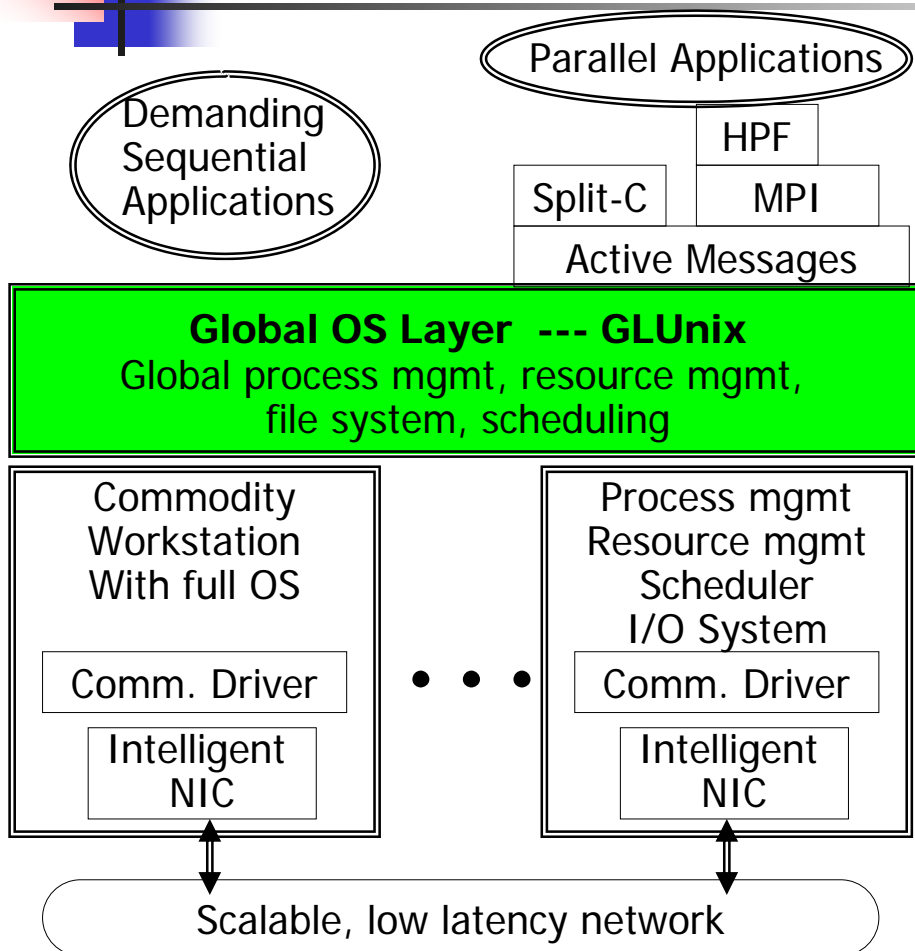 Parallel Applications
Demanding
Sequential
Applications
HPF
Split-C
MPI
Active Messages
Global OS Layer --- GLUnix
Global process mgmt, resource mgmt,
file system, scheduling
Commodity
Workstation
With full OS
Comm. Driver
Intelligent
NIC
Process mgmt
Resource mgmt
Scheduler
I/O System
Comm. Driver
Intelligent
NIC
Scalable, low latency network